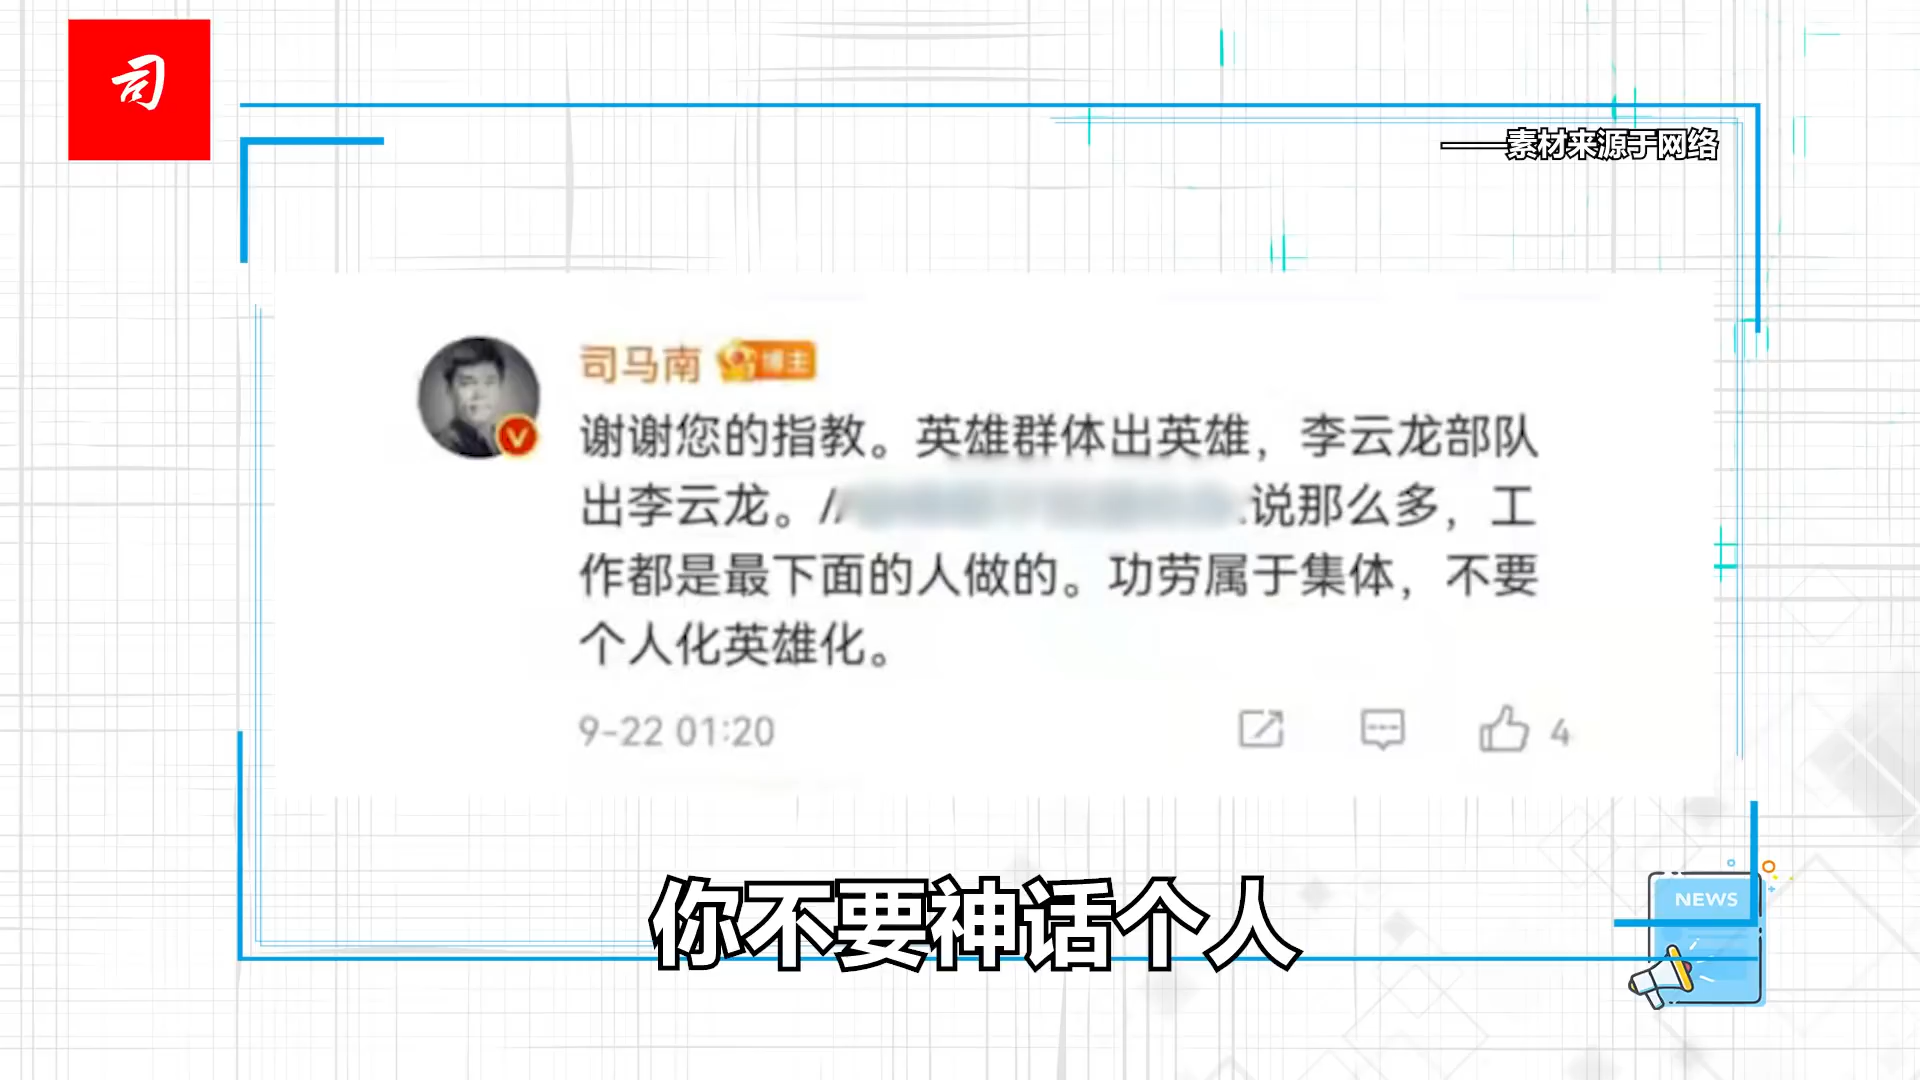 司
——素材来源于网络
司马南 博主
谢谢您的指教。英雄群体出英雄，李云龙部队
出李云龙。//
说那么多，工
作都是最下面的人做的。功劳属于集体，不要
个人化英雄化。
9-22 01:20
4
你不要神话个人
NEWS